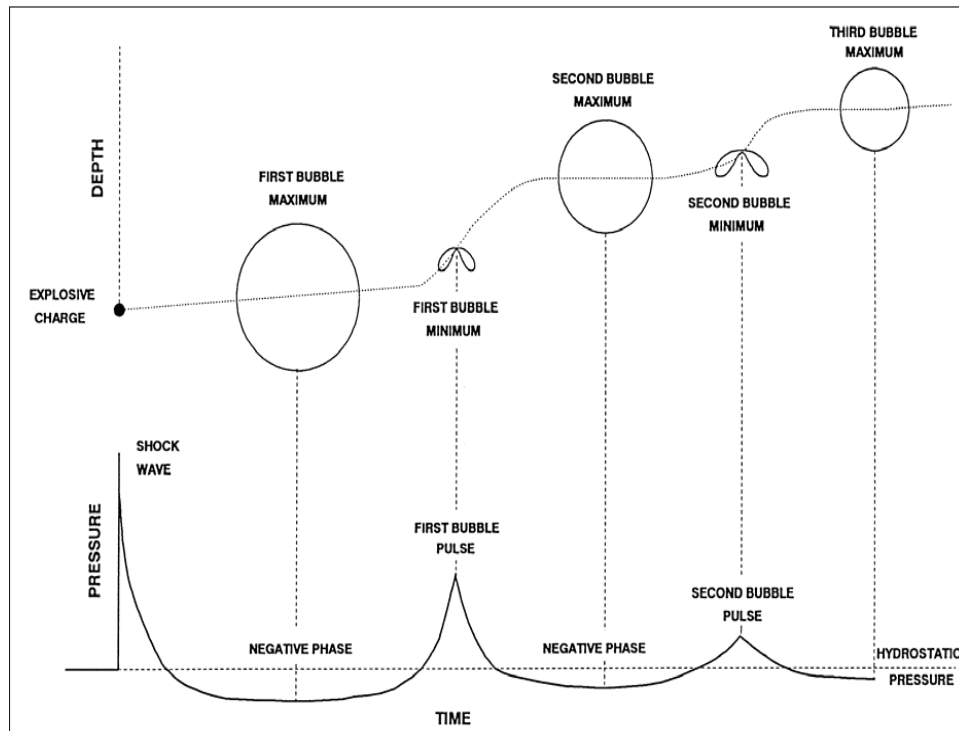 THIRD BUBBLE
MAXIMUM
SECOND BUBBLE
MAXIMUM
DEPTH
FIRST BUBBLE
MAXIMUM
SECOND BUBBLE
MINIMUM
EXPLOSIVE
CHARGE
FIRST BUBBLE
MINIMUM
SHOCK
WAVE
PRESSURE
FIRST BUBBLE
PULSE
SECOND BUBBLE
PULSE
NEGATIVE PHASE
NEGATIVE PHASE
HYDROSTATIC
PRESSURE
TIME